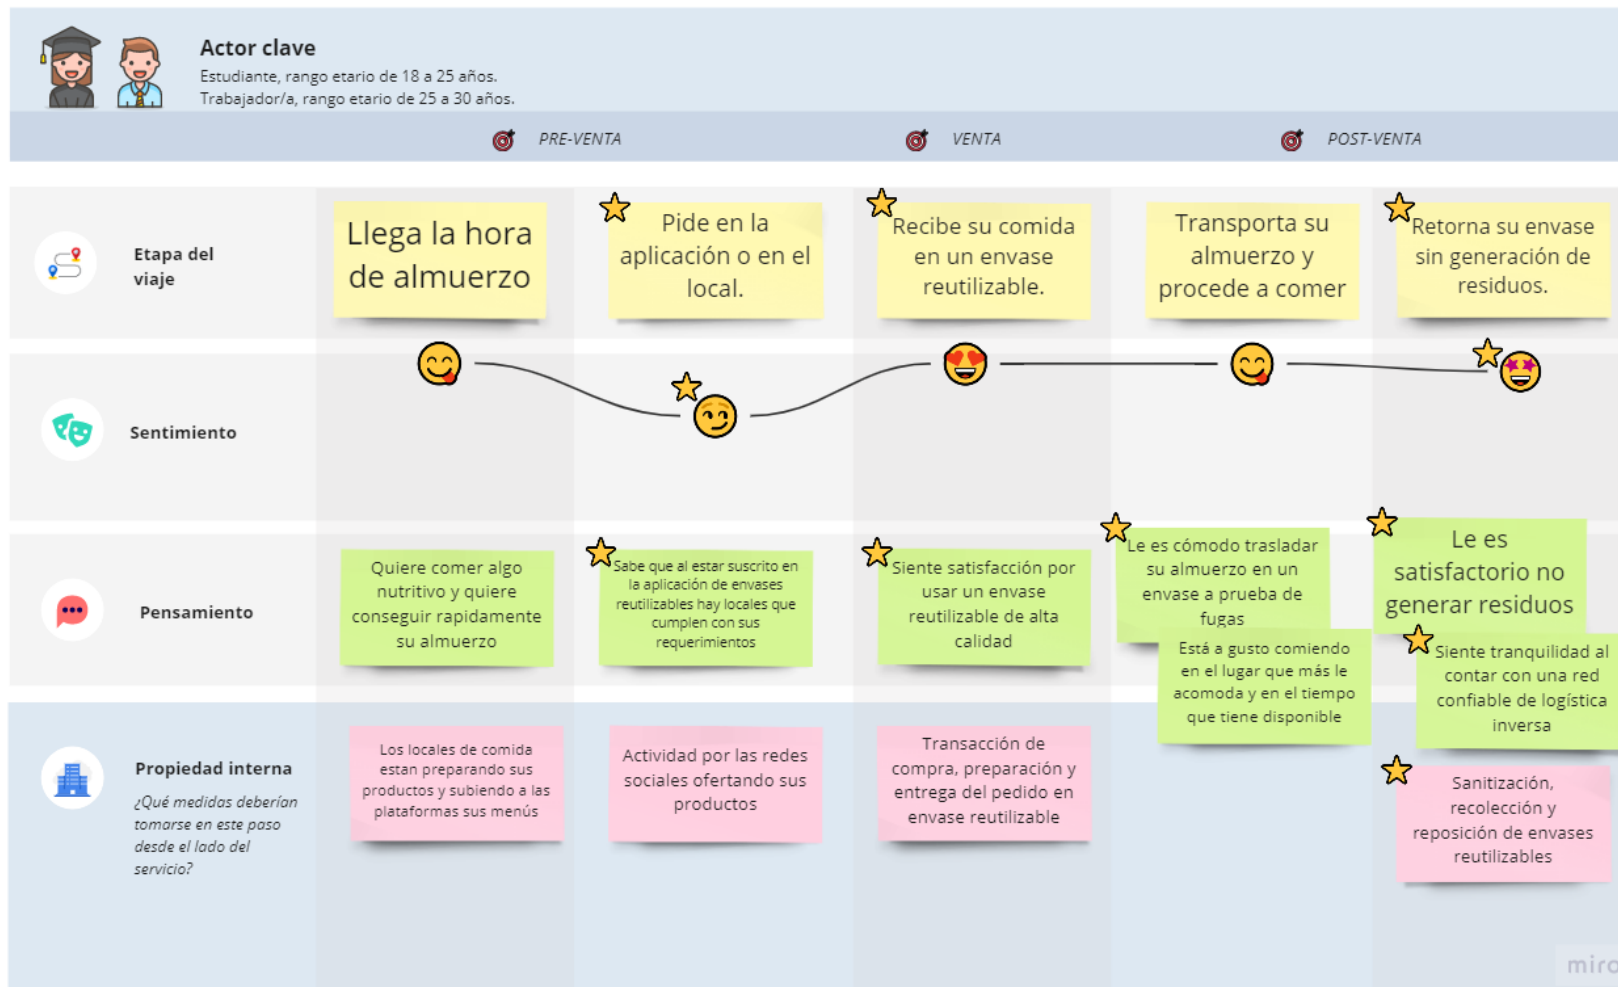 Actor clave
Estudiante, rango etario de 18 a 25 años.
Trabajador/a, rango etario de 25 a 30 años.
PRE-VENTA
VENTA
POST-VENTA
Etapa del
viaje
Llega la hora
de almuerzo
Pide en la
aplicación o en el
local.
Recibe su comida
en un envase
reutilizable.
Transporta su
almuerzo y
procede a comer
Retorna su envase
sin generación de
residuos.
Sentimiento
Pensamiento
Quiere comer algo
nutritivo y quiere
conseguir rapidamente
su almuerzo
Sabe que al estar suscrito en
la aplicación de envases
reutilizables hay locales que
cumplen con sus
requerimientos
Siente satisfacción por
usar un envase
reutilizable de alta
calidad
Le es cómodo trasladar
su almuerzo en un
envase a prueba de
fugas
Está a gusto comiendo
en el lugar que más le
acomoda y en el tiempo
que tiene disponible
Le es
satisfactorio no
generar residuos
Siente tranquilidad al
contar con una red
confiable de logística
inversa
Propiedad interna
¿Qué medidas deberían
tomarse en este paso
desde el lado del
servicio?
Los locales de comida
estan preparando sus
productos y subiendo a las
plataformas sus menús
Actividad por las redes
sociales ofertando sus
productos
Transacción de
compra, preparación y
entrega del pedido en
envase reutilizable
Sanitización,
recolección y
reposición de envases
reutilizables
miro